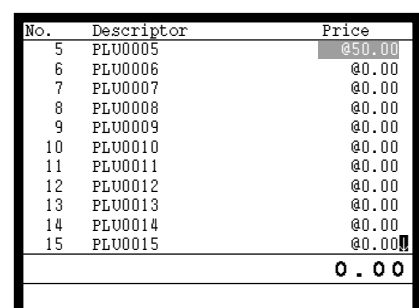 No. Descriptor Price
5 PLU0005 @50.00
6 PLU0006 @0.00
7 PLU0007 @0.00
8 PLU0008 @0.00
9 PLU0009 @0.00
10 PLU0010 @0.00
11 PLU0011 @0.00
12 PLU0012 @0.00
13 PLU0013 @0.00
14 PLU0014 @0.00
15 PLU0015 @0.00↓
0.00